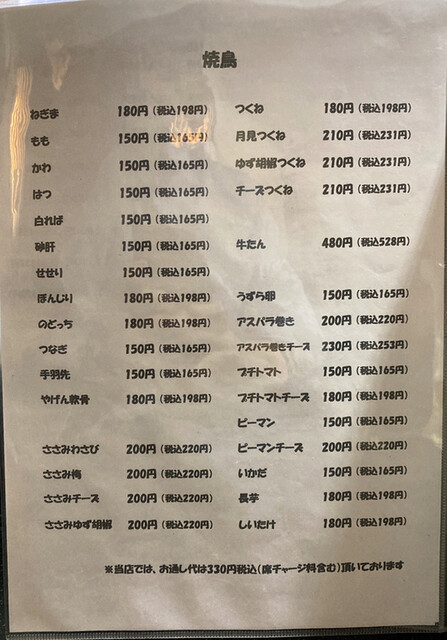 焼鳥
ねぎま 180円(税込198円)
もも 150円(税込165円)
かわ 150円(税込165円)
はつ 150円(税込165円)
白ればー 150円(税込165円)
砂肝 150円(税込165円)
せせり 150円(税込165円)
ぼんじり 180円(税込198円)
のどっち 180円(税込198円)
つなぎ 150円(税込165円)
手羽先 150円(税込165円)
やげん軟骨 180円(税込198円)
ささみわさび 200円(税込220円)
ささみ梅 200円(税込220円)
ささみチーズ 200円(税込220円)
ささみゆず胡椒 200円(税込220円)
つくね 180円(税込198円)
月見つくね 210円(税込231円)
ゆず胡椒つくね 210円(税込231円)
チーズつくね 210円(税込231円)
牛たん 480円(税込528円)
うずら卵 150円(税込165円)
アスパラ巻き 200円(税込220円)
アスパラ巻きチーズ 230円(税込253円)
プチトマト 150円(税込165円)
プチトマトチーズ 180円(税込198円)
ピーマン 150円(税込165円)
ピーマンチーズ 200円(税込220円)
いかだ 150円(税込165円)
長芋 180円(税込198円)
しいたけ 180円(税込198円)
※当店では、お通し代は330円税込(席チャージ料含む)頂いております